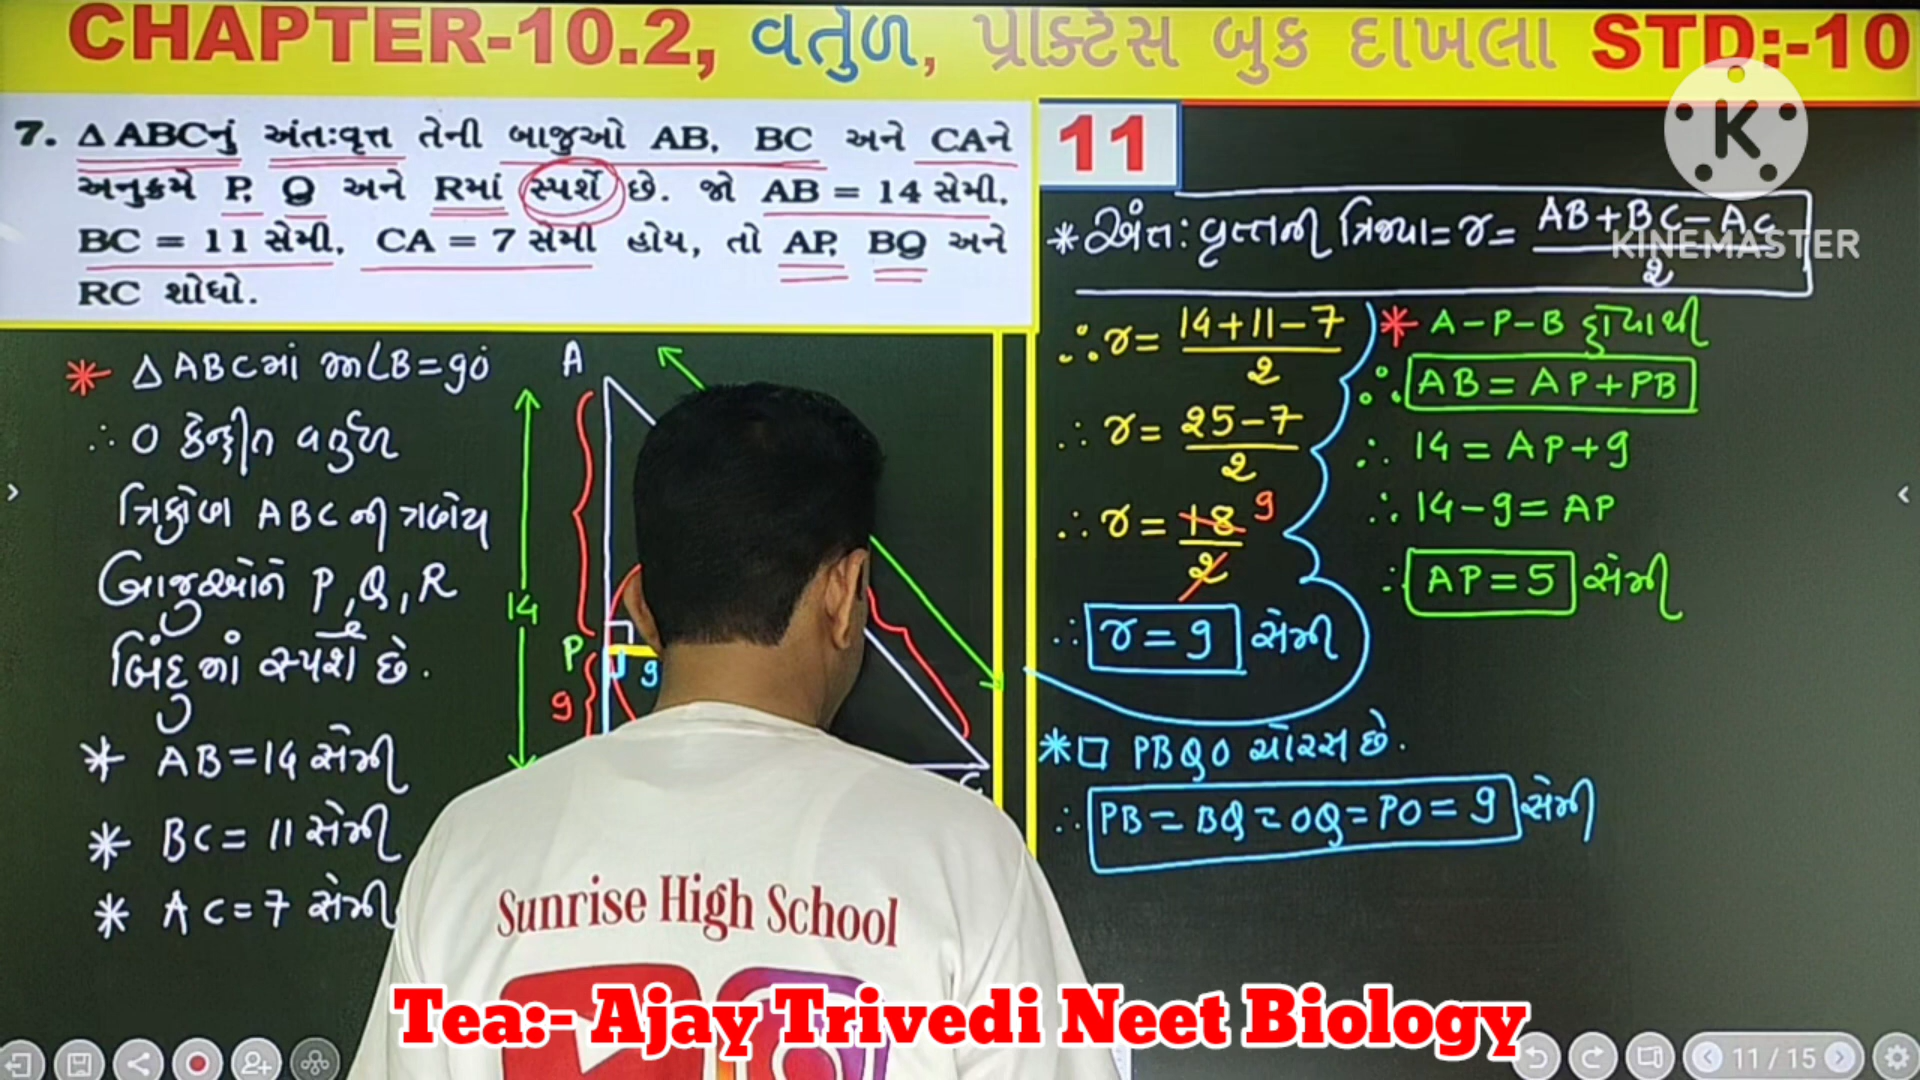 CHAPTER-10.2, વર્તુળ, પ્રેક્ટિસ બુક દાખલા STD:-10
7. Δ ABCનું અંતઃવૃત્ત તેની બાજુઓ AB, BC અને CAને
અનુક્રમે P, Q અને Rમાં સ્પર્શે છે. જો AB = 14 સેમી,
BC = 11 સેમી, CA = 7 સેમી હોય, તો AP, BQ અને
RC શોધો.
11
K
KINEMASTER
* અંતઃવૃત્તની ત્રિજ્યા = r = AB+BC-AC
2
* Δ ABCમાં m∠B=90
∴ O કેન્દ્રીત વર્તુળ
ત્રિકોણ ABC ની ત્રણેય
બાજુઓને P, Q, R
બિંદુમાં સ્પર્શે છે.
* AB=14 સેમી
* BC= 11 સેમી
* AC=7 સેમી
A
14
P
9
9
C
∴ r= 14+11-7
2
∴ r= 25-7
2
∴ r= 18 9
2
∴ r = 9 સેમી
* A-P-B હોવાથી
∴ AB = AP+PB
∴ 14 = AP+9
∴ 14-9= AP
∴ AP=5 સેમી
* □ PBQO ચોરસ છે.
∴ PB=BQ=OQ=PO=9 સેમી
Sunrise High School
Tea:- Ajay Trivedi Neet Biology
11 / 15